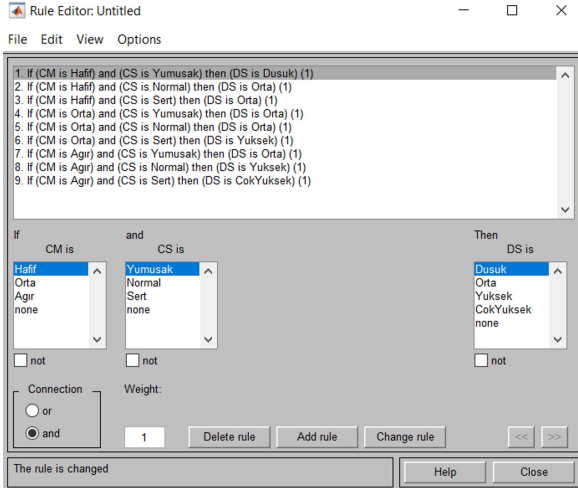 Rule Editor: Untitled
File Edit View Options
1. If (CM is Hafif) and (CS is Yumusak) then (DS is Dusuk) (1)
2. If (CM is Hafif) and (CS is Normal) then (DS is Orta) (1)
3. If (CM is Hafif) and (CS is Sert) then (DS is Orta) (1)
4. If (CM is Orta) and (CS is Yumusak) then (DS is Orta) (1)
5. If (CM is Orta) and (CS is Normal) then (DS is Orta) (1)
6. If (CM is Orta) and (CS is Sert) then (DS is Yuksek) (1)
7. If (CM is Agır) and (CS is Yumusak) then (DS is Orta) (1)
8. If (CM is Agır) and (CS is Normal) then (DS is Yuksek) (1)
9. If (CM is Agır) and (CS is Sert) then (DS is CokYuksek) (1)
If
CM is
Hafif
Orta
Agır
none
not
and
CS is
Yumusak
Normal
Sert
none
not
Then
DS is
Dusuk
Orta
Yuksek
CokYuksek
none
not
Connection
or
and
Weight:
1
Delete rule
Add rule
Change rule
<<
>>
The rule is changed
Help
Close